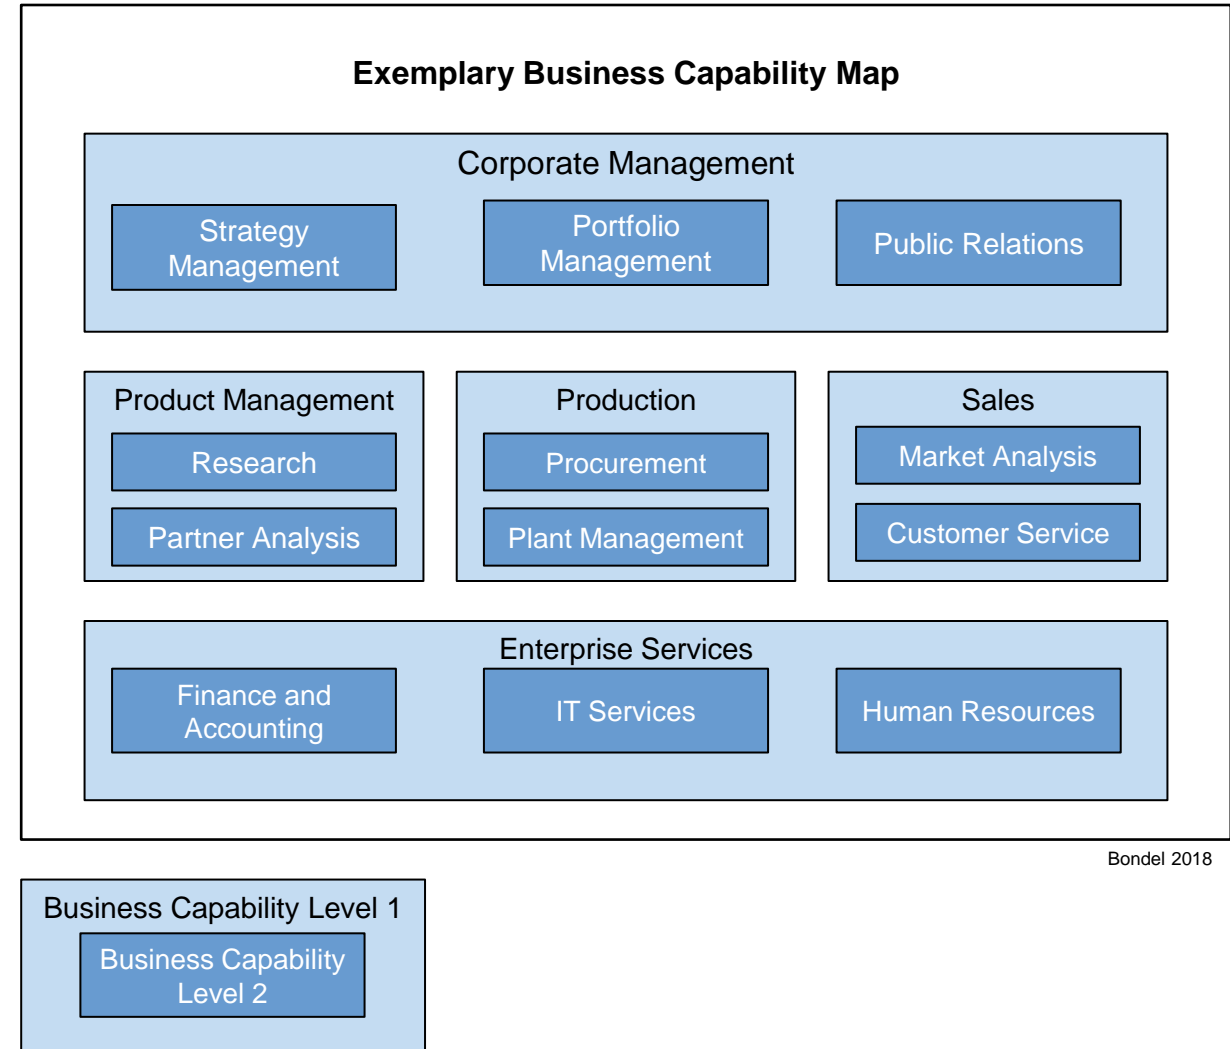 Exemplary Business Capability Map
Corporate Management
Strategy
Management
Portfolio
Management
Public Relations
Product Management
Research
Partner Analysis
Production
Procurement
Plant Management
Sales
Market Analysis
Customer Service
Enterprise Services
Finance and
Accounting
IT Services
Human Resources
Bondel 2018
Business Capability Level 1
Business Capability
Level 2